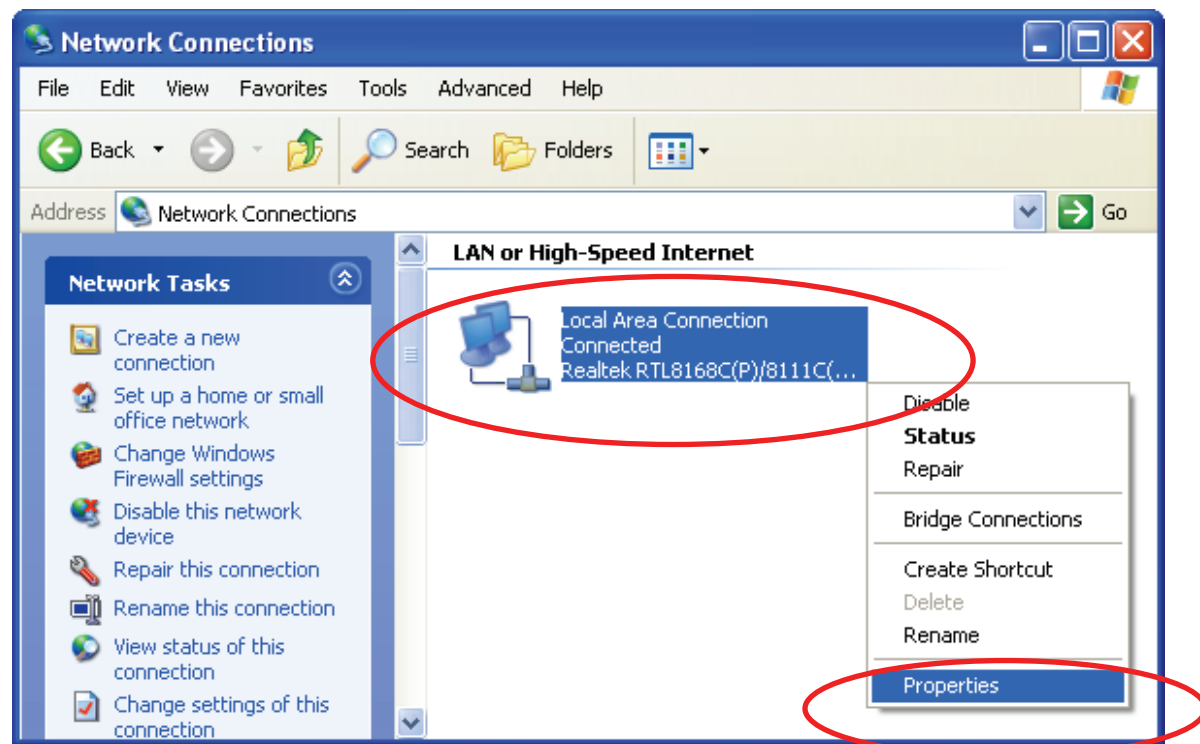 Network Connections
File Edit View Favorites Tools Advanced Help
Back Search Folders
Address Network Connections Go
Network Tasks
Create a new
connection
Set up a home or small
office network
Change Windows
Firewall settings
Disable this network
device
Repair this connection
Rename this connection
View status of this
connection
Change settings of this
connection
LAN or High-Speed Internet
Local Area Connection
Connected
Realtek RTL8168C(P)/8111C(...
Disable
Status
Repair
Bridge Connections
Create Shortcut
Delete
Rename
Properties